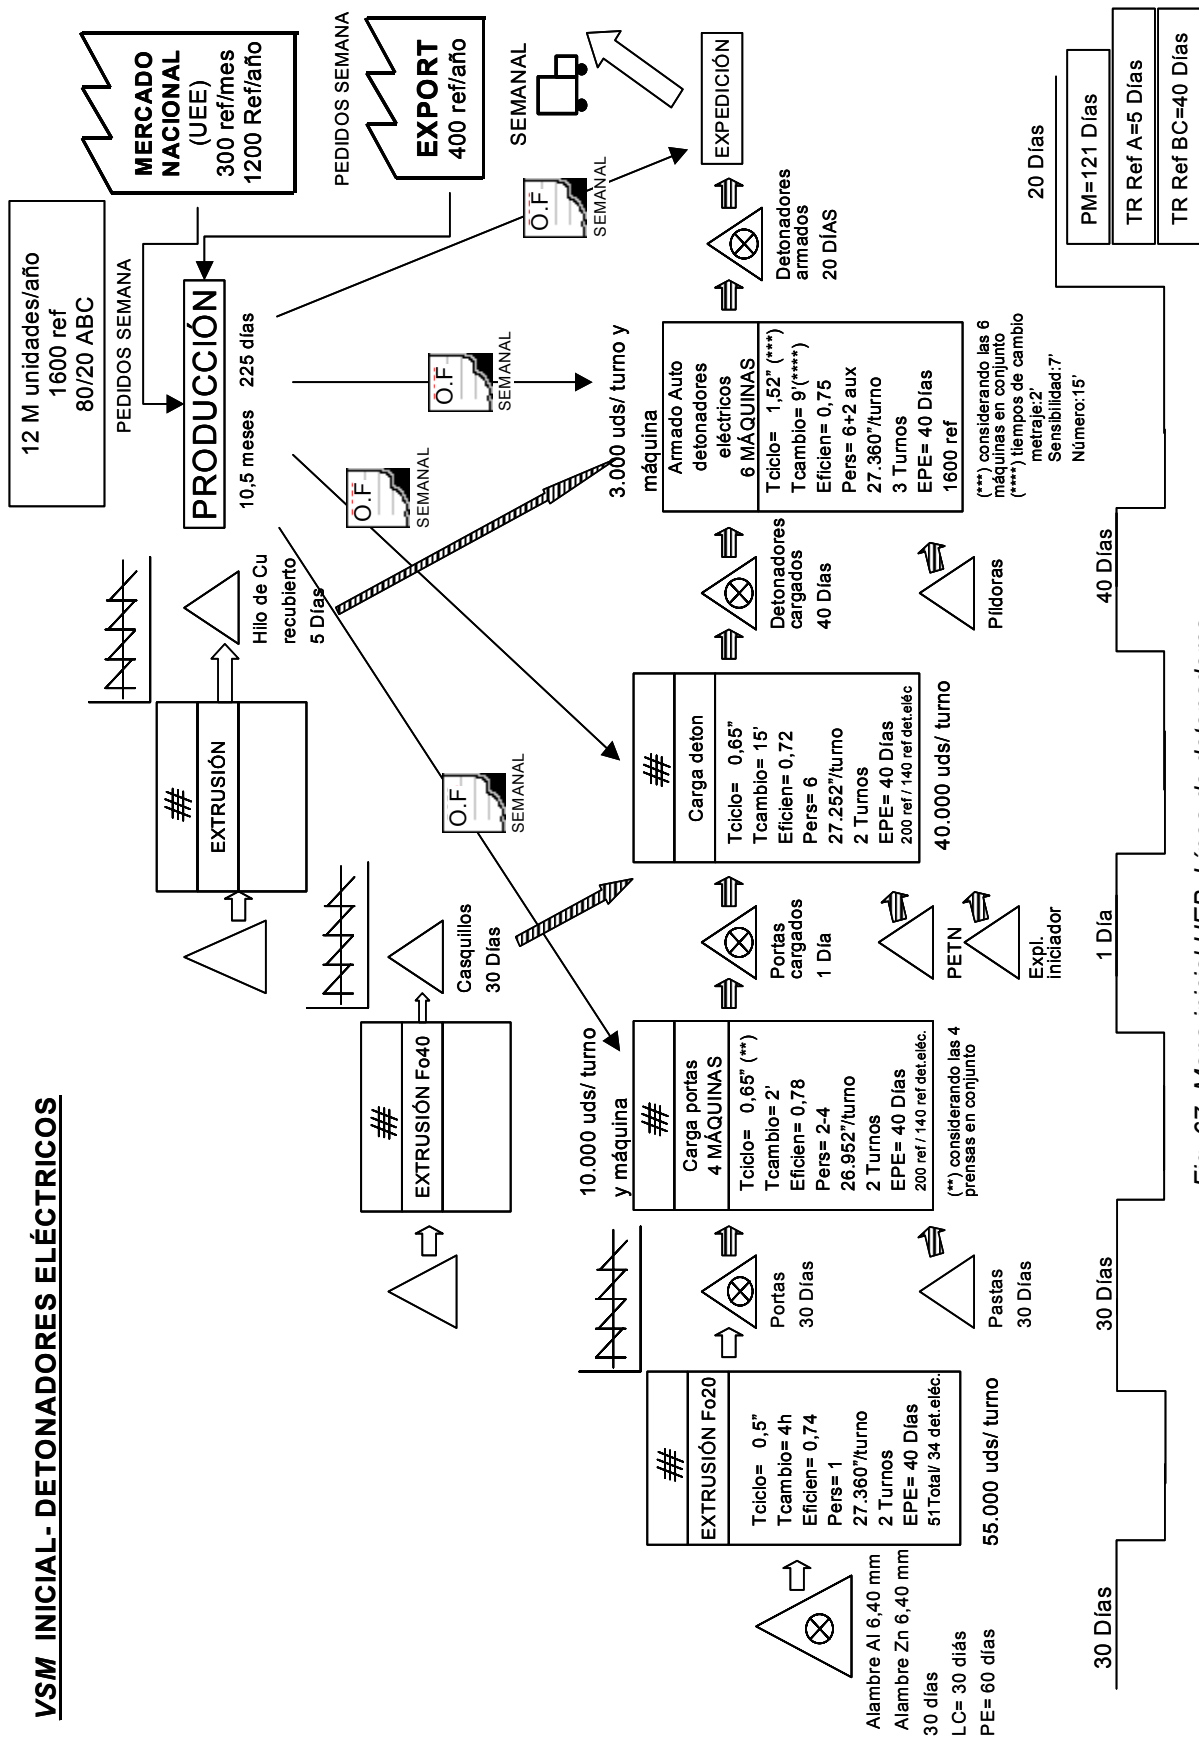 VSM INICIAL- DETONADORES ELÉCTRICOS
12 M unidades/año
1600 ref
80/20 ABC
PEDIDOS SEMANA
MERCADO
NACIONAL
(UEE)
300 ref/mes
1200 Ref/año
PRODUCCIÓN
10,5 meses 225 días
PEDIDOS SEMANA
EXPORT
400 ref/año
SEMANAL
EXPEDICIÓN
EXTRUSIÓN
Hilo de Cu
recubierto
5 Días
EXTRUSIÓN Fo40
Casquillos
30 Días
O.F
SEMANAL
O.F
SEMANAL
O.F
SEMANAL
O.F
SEMANAL
Alambre Al 6,40 mm
Alambre Zn 6,40 mm
30 días
LC= 30 diás
PE= 60 días
EXTRUSIÓN Fo20
Tciclo= 0,5"
Tcambio= 4h
Eficien= 0,74
Pers= 1
27.360"/turno
2 Turnos
EPE= 40 Días
51Total/ 34 det.eléc.
55.000 uds/ turno
Portas
30 Días
Pastas
30 Días
10.000 uds/ turno
y máquina
Carga portas
4 MÁQUINAS
Tciclo= 0,65" (**)
Tcambio= 2'
Eficien= 0,78
Pers= 2-4
26.952"/turno
2 Turnos
EPE= 40 Días
200 ref / 140 ref det.eléc.
(**) considerando las 4
prensas en conjunto
Portas
cargados
1 Día
PETN
Expl.
iniciador
Carga deton
Tciclo= 0,65"
Tcambio= 15'
Eficien= 0,72
Pers= 6
27.252"/turno
2 Turnos
EPE= 40 Días
200 ref / 140 ref det.eléc
40.000 uds/ turno
Detonadores
cargados
40 Días
Píldoras
3.000 uds/ turno y
máquina
Armado Auto
detonadores
eléctricos
6 MÁQUINAS
Tciclo= 1,52" (***)
Tcambio= 9'(****)
Eficien= 0,75
Pers= 6+2 aux
27.360"/turno
3 Turnos
EPE= 40 Días
1600 ref
(***) considerando las 6
máquinas en conjunto
(****) tiempos de cambio
metraje:2'
Sensibilidad:7'
Número:15'
Detonadores
armados
20 DÍAS
30 Días
30 Días
1 Día
40 Días
20 Días
PM=121 Días
TR Ref A=5 Días
TR Ref BC=40 Días